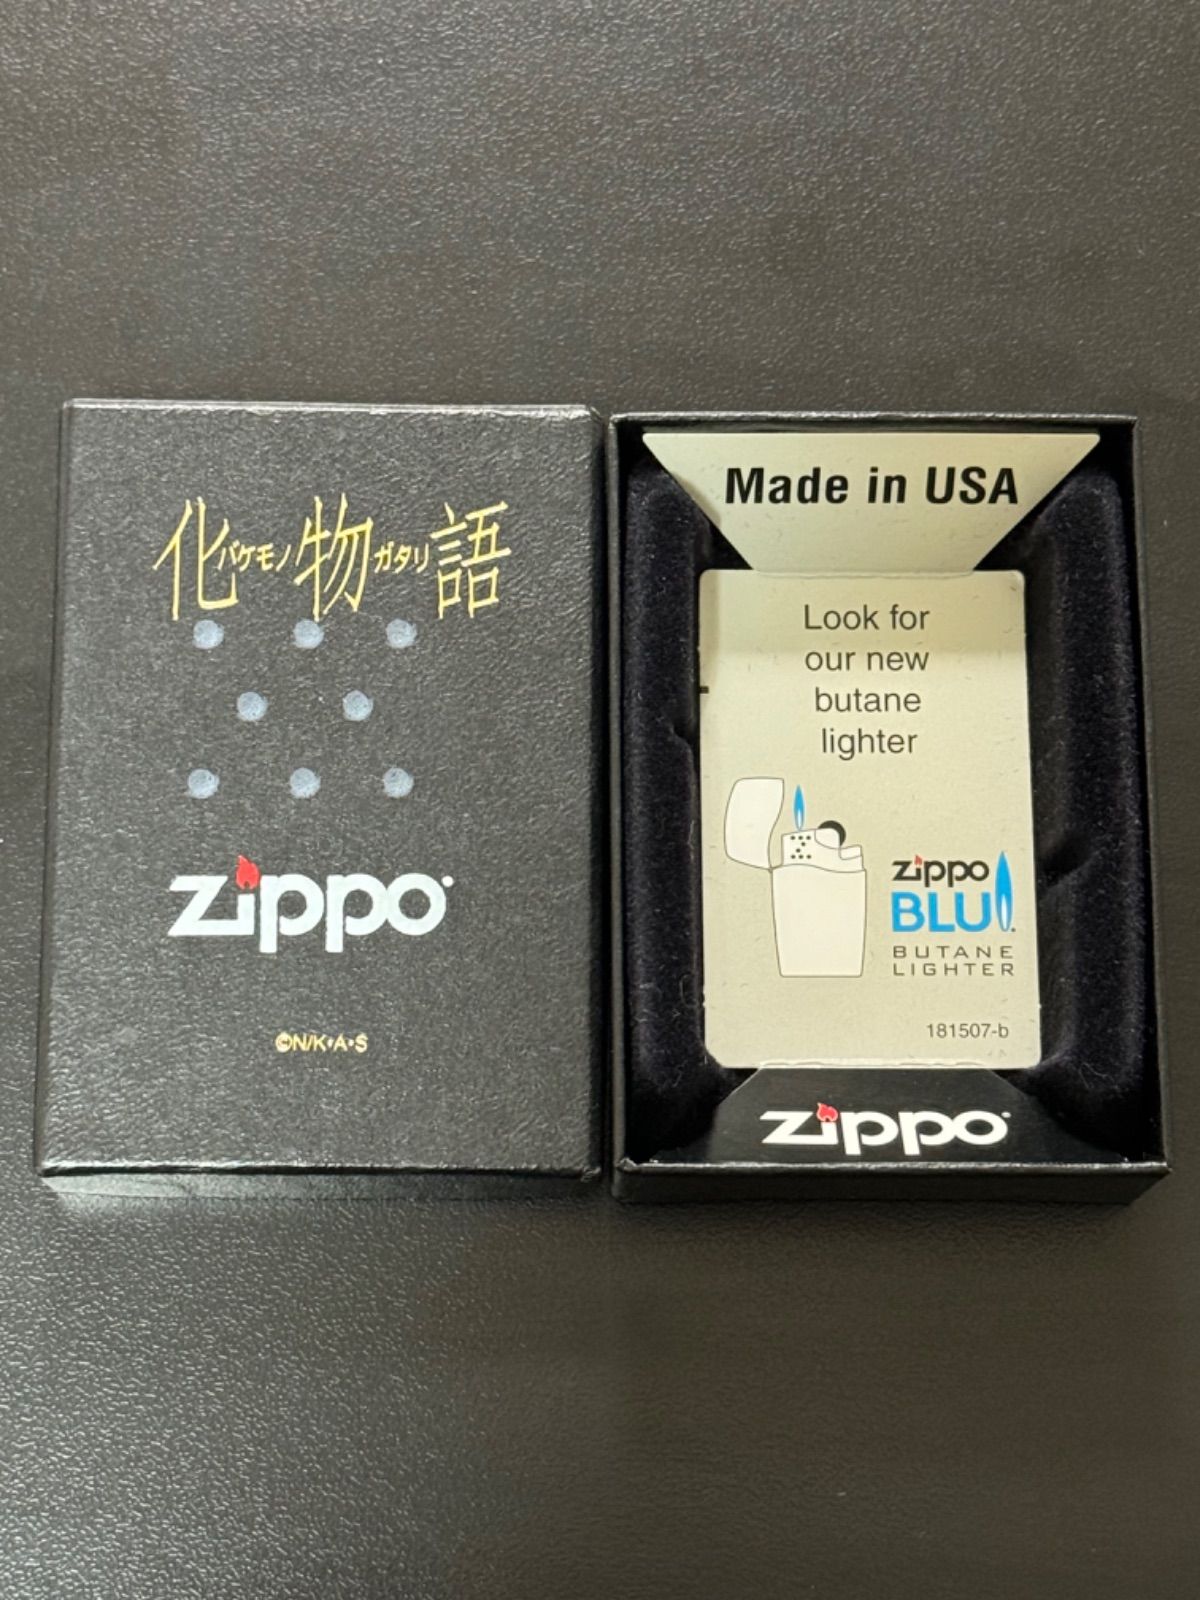 化バケモノ物ガタリ語
zippo
©N/K・A・S
Made in USA
Look for
our new
butane
lighter
zippo
BLU
BUTANE
LIGHTER
181507-b
zippo